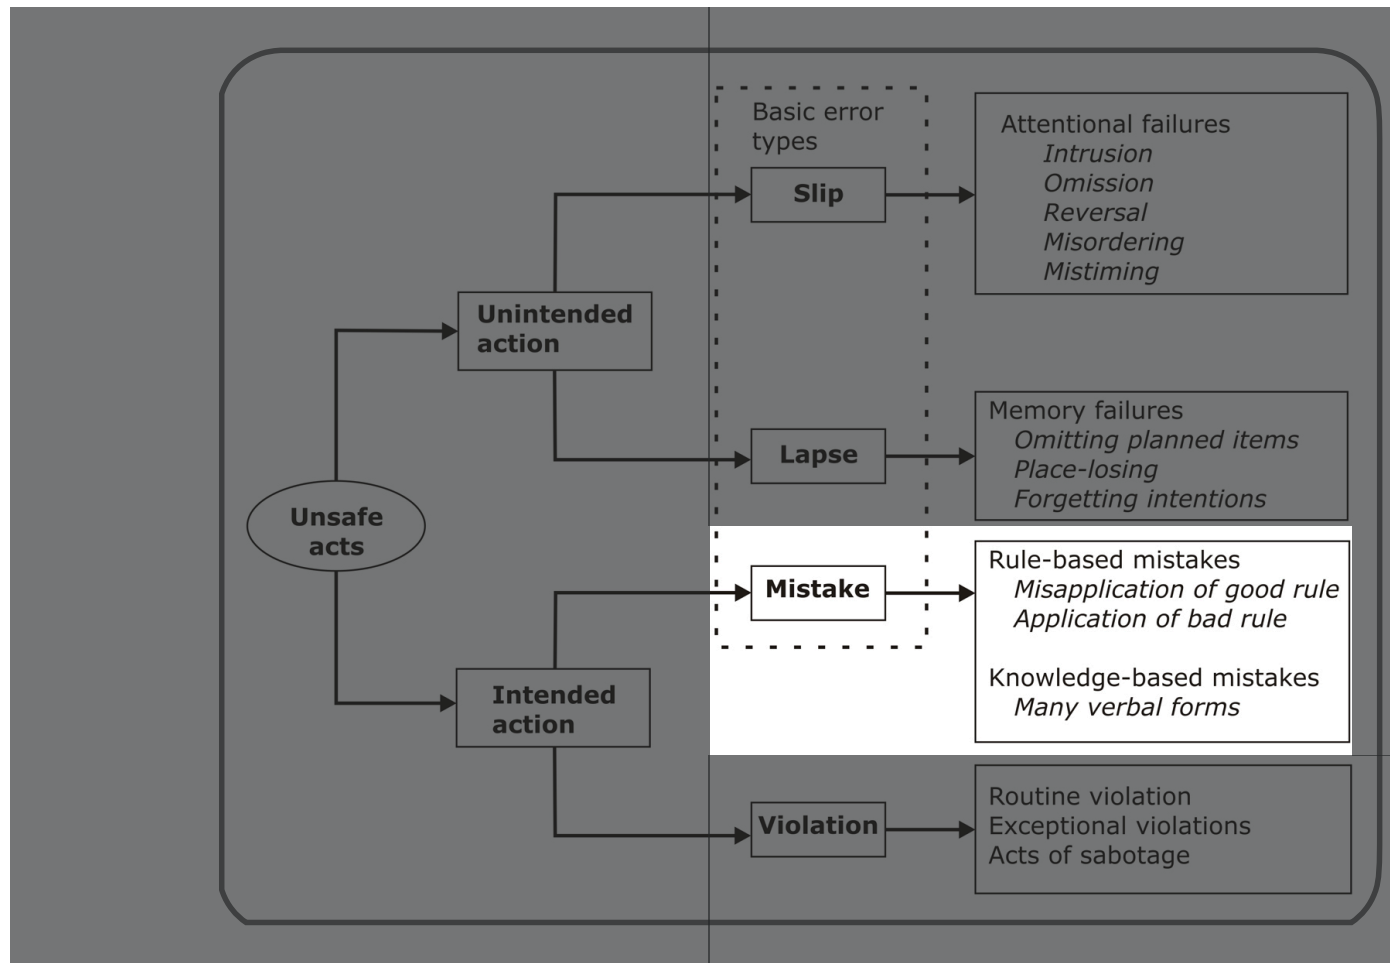 Basic error
types
Slip
Attentional failures
Intrusion
Omission
Reversal
Misordering
Mistiming
Unintended
action
Lapse
Memory failures
Omitting planned items
Place-losing
Forgetting intentions
Unsafe
acts
Mistake
Rule-based mistakes
Misapplication of good rule
Application of bad rule
Knowledge-based mistakes
Many verbal forms
Intended
action
Violation
Routine violation
Exceptional violations
Acts of sabotage